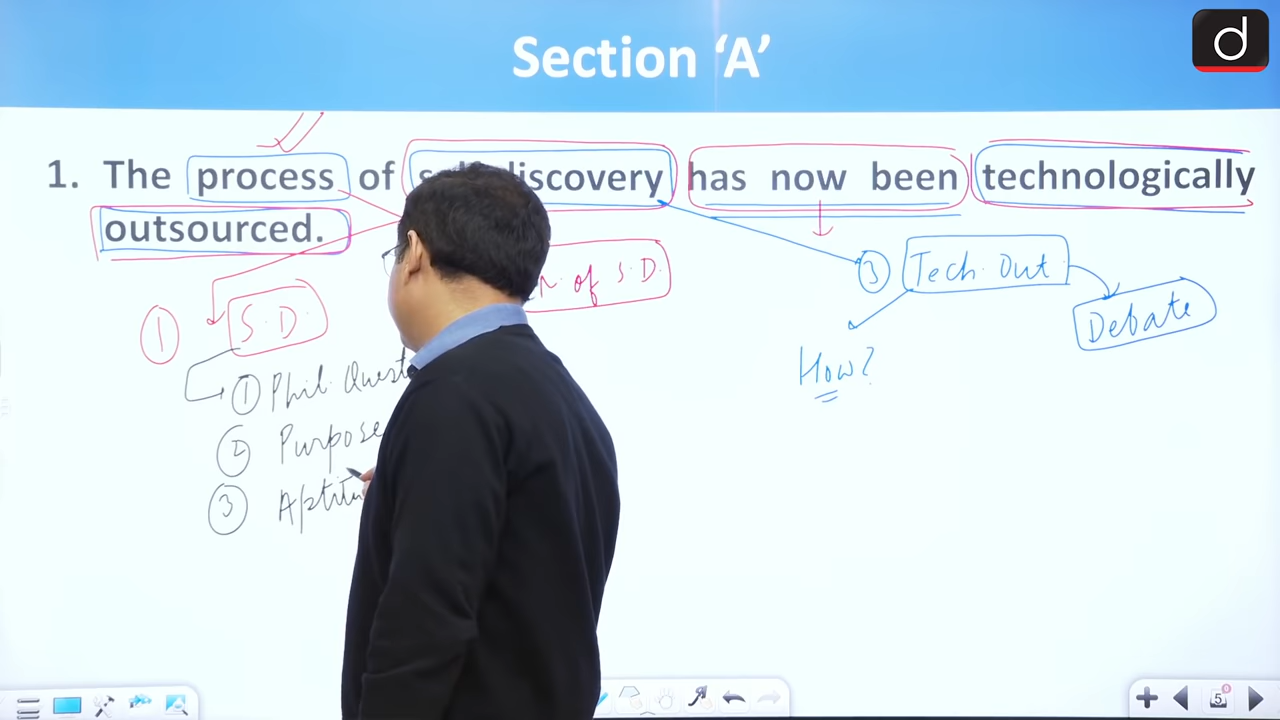 Section ‘A’
d
1. The process of discovery has now been technologically
outsourced.
① S.D. of S.D. ③ Tech. Out Debate
How?
① Phil. Quest
② Purpose
③ Aptitu
5